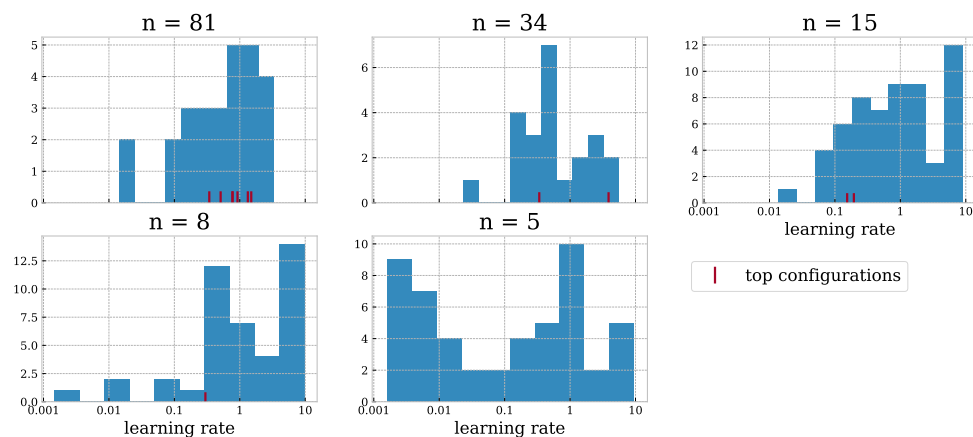 n = 81
5
4
3
2
1
0
n = 34
6
4
2
0
n = 15
12
10
8
6
4
2
0
0.001 0.01 0.1 1 10
learning rate
n = 8
12.5
10.0
7.5
5.0
2.5
0.0
0.001 0.01 0.1 1 10
learning rate
n = 5
10
8
6
4
2
0
0.001 0.01 0.1 1 10
learning rate
top configurations